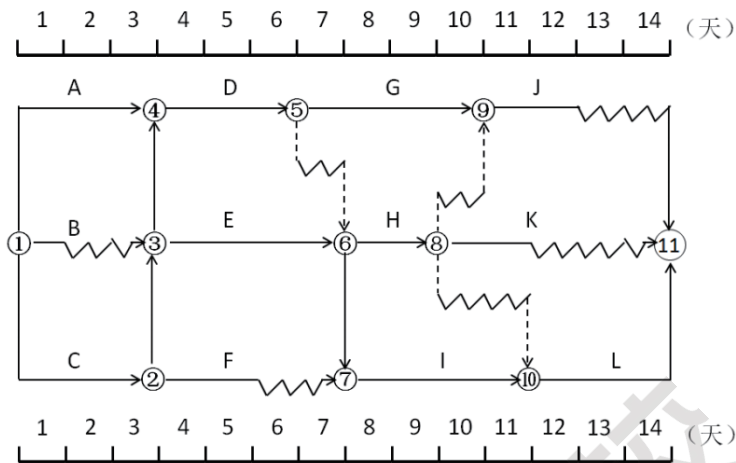 1 2 3 4 5 6 7 8 9 10 11 12 13 14 (天)
A D G J
④ ⑤ ⑨
B E H K
① ③ ⑥ ⑧ ⑪
C F I L
② ⑦ ⑩
1 2 3 4 5 6 7 8 9 10 11 12 13 14 (天)